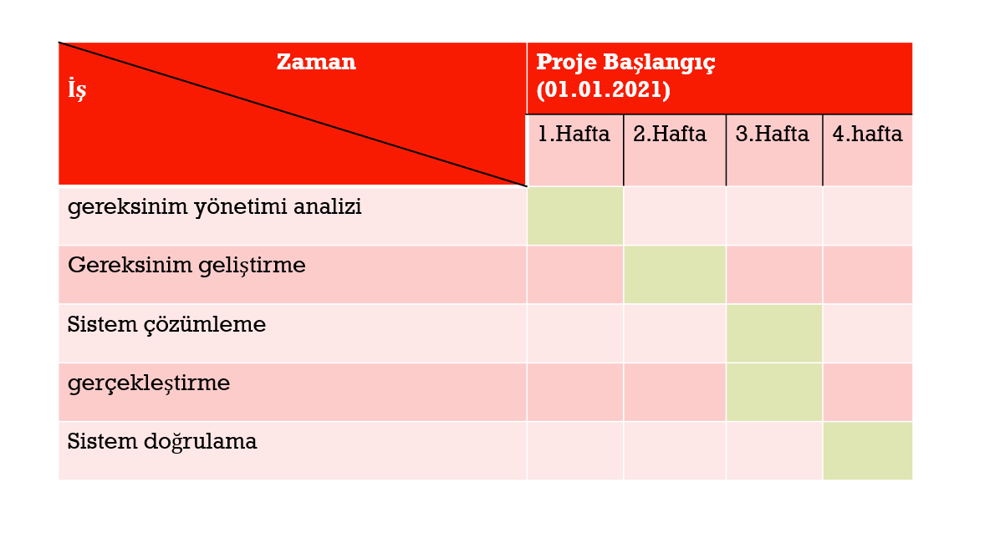 Zaman
İş
Proje Başlangıç
(01.01.2021)
1.Hafta
2.Hafta
3.Hafta
4.hafta
gereksinim yönetimi analizi
Gereksinim geliştirme
Sistem çözümleme
gerçekleştirme
Sistem doğrulama